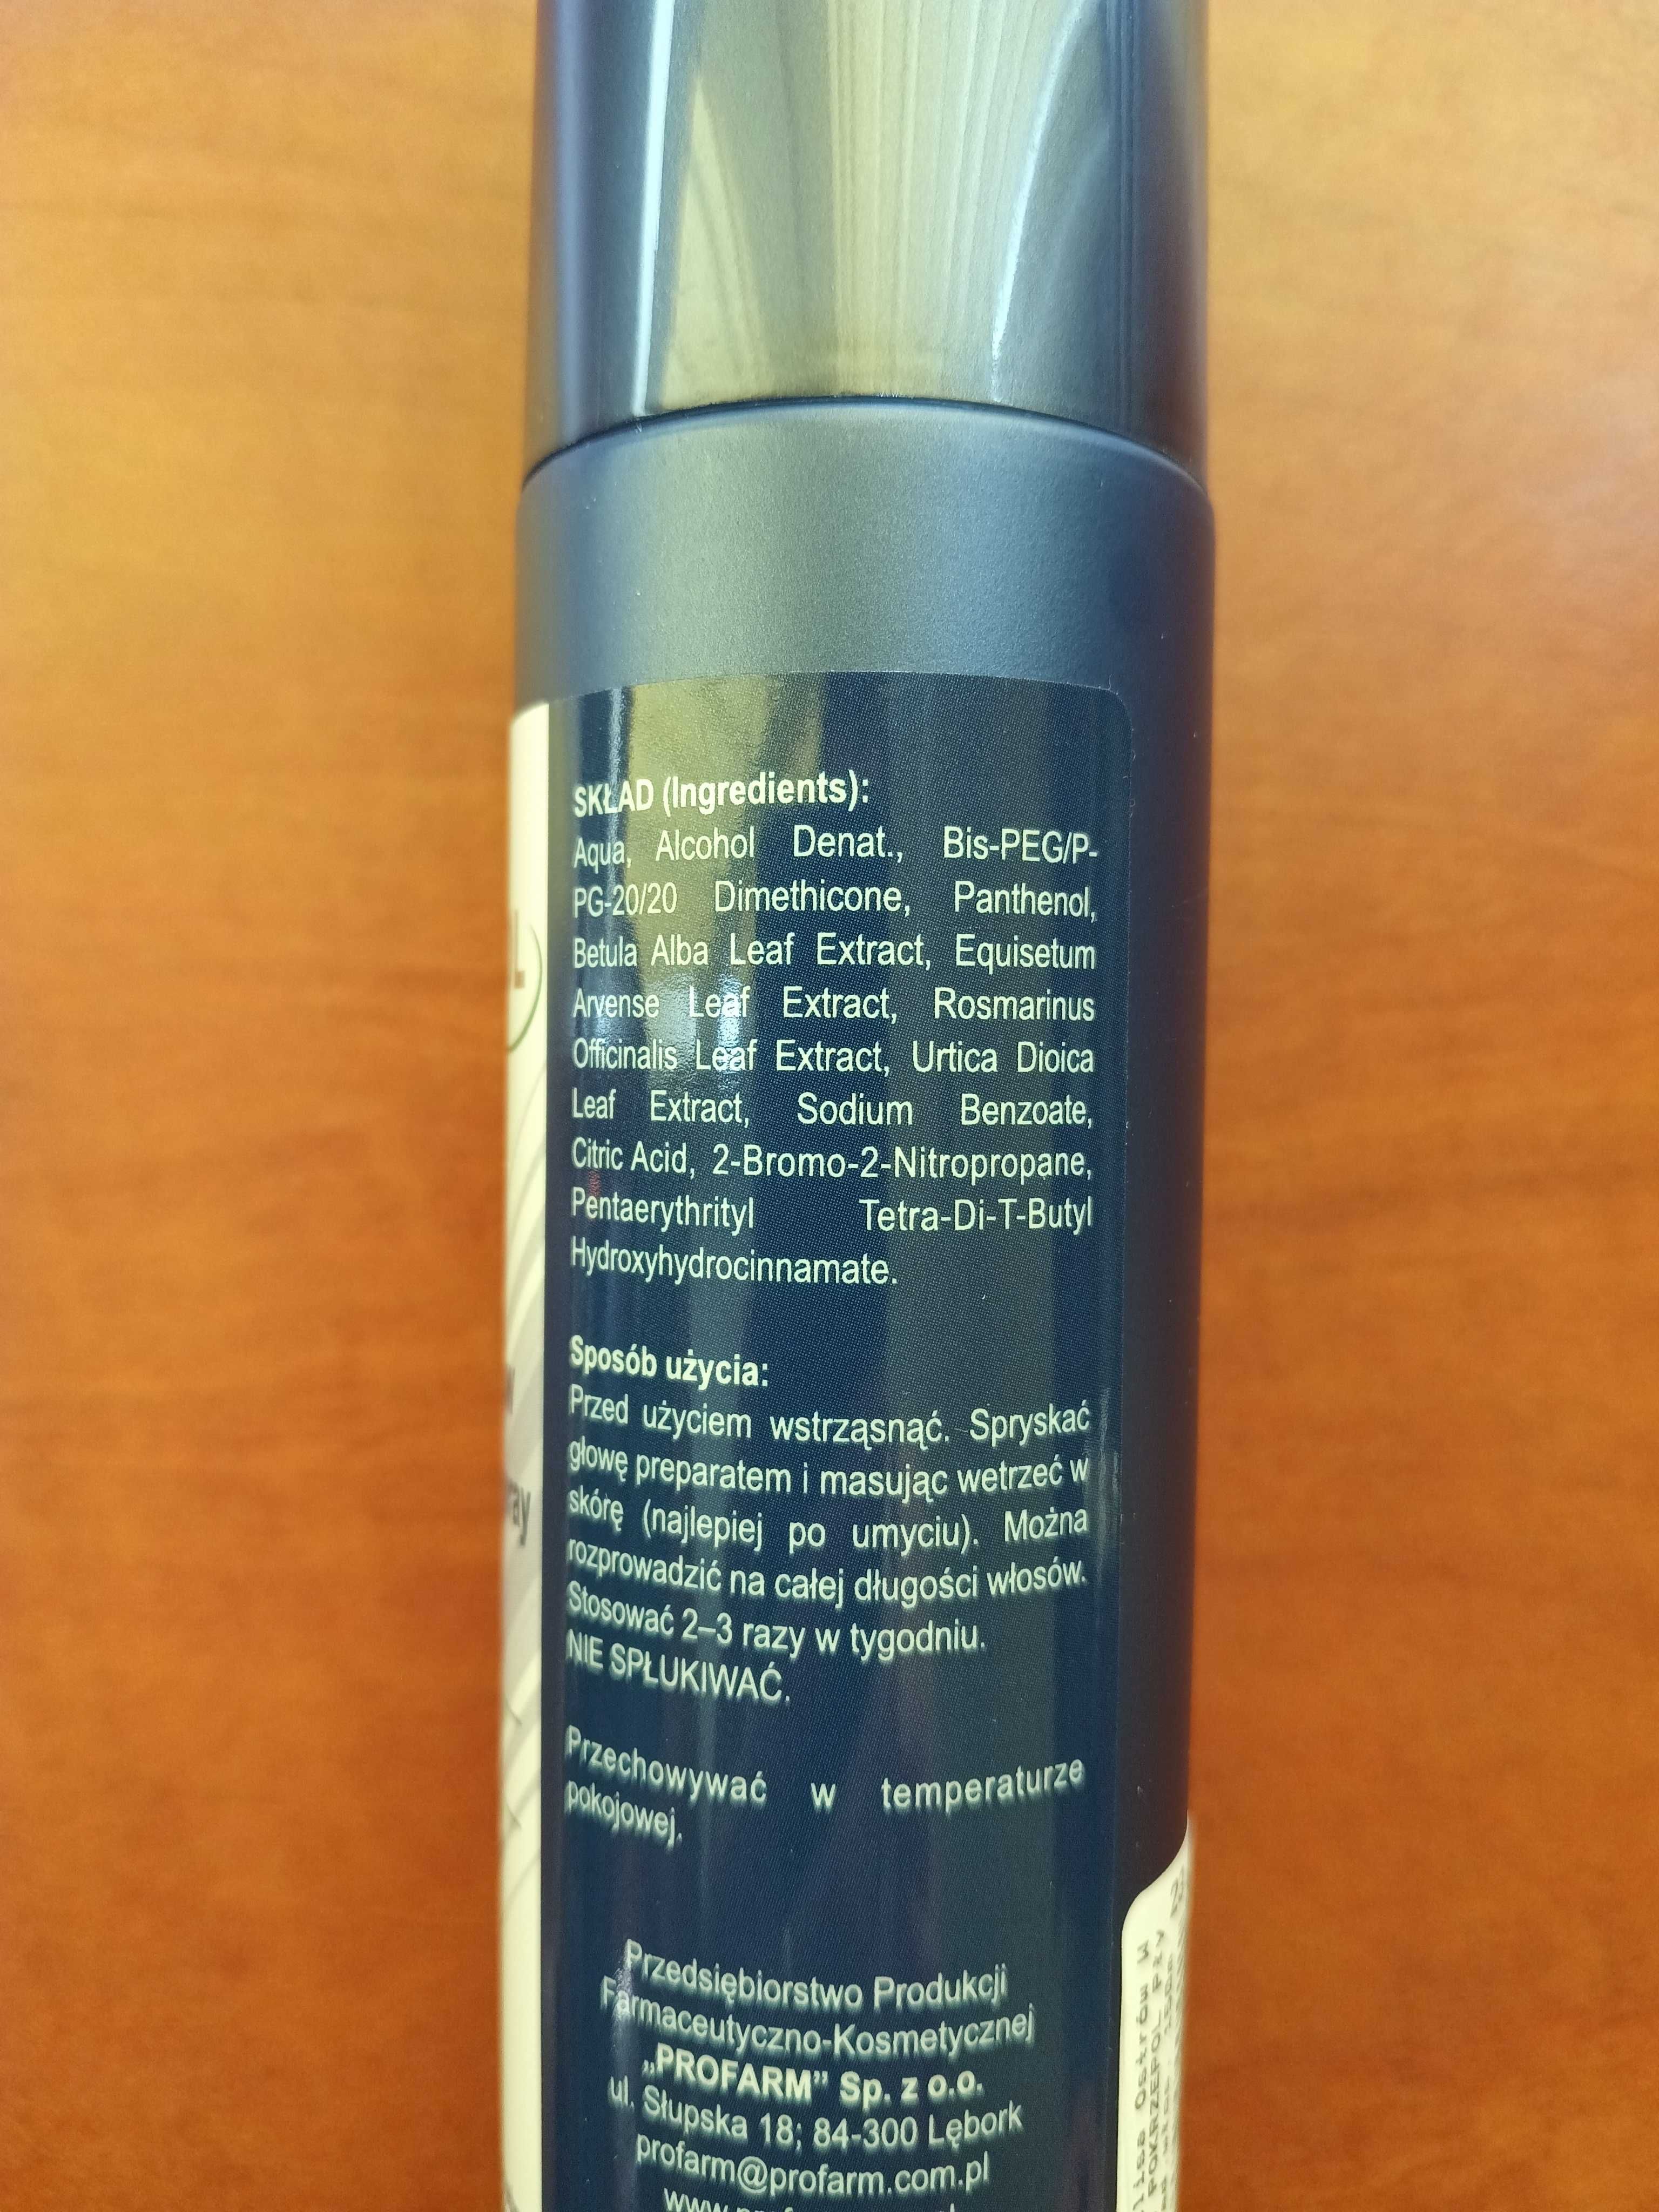 SKŁAD (Ingredients):
Aqua, Alcohol Denat., Bis-PEG/P-
PG-20/20 Dimethicone, Panthenol,
Betula Alba Leaf Extract, Equisetum
Arvense Leaf Extract, Rosmarinus
Officinalis Leaf Extract, Urtica Dioica
Leaf Extract, Sodium Benzoate,
Citric Acid, 2-Bromo-2-Nitropropane,
Pentaerythrityl Tetra-Di-T-Butyl
Hydroxyhydrocinnamate.
Sposób użycia:
Przed użyciem wstrząsnąć. Spryskać
głowę preparatem i masując wetrzeć w
skórę (najlepiej po umyciu). Można
rozprowadzić na całej długości włosów.
Stosować 2–3 razy w tygodniu.
NIE SPŁUKIWAĆ.
Przechowywać w temperaturze
pokojowej.
Przedsiębiorstwo Produkcji
Farmaceutyczno-Kosmetycznej
„PROFARM” Sp. z o.o.
ul. Słupska 18; 84-300 Lębork
profarm@profarm.com.pl
Ostrów W
POKRZEPOL